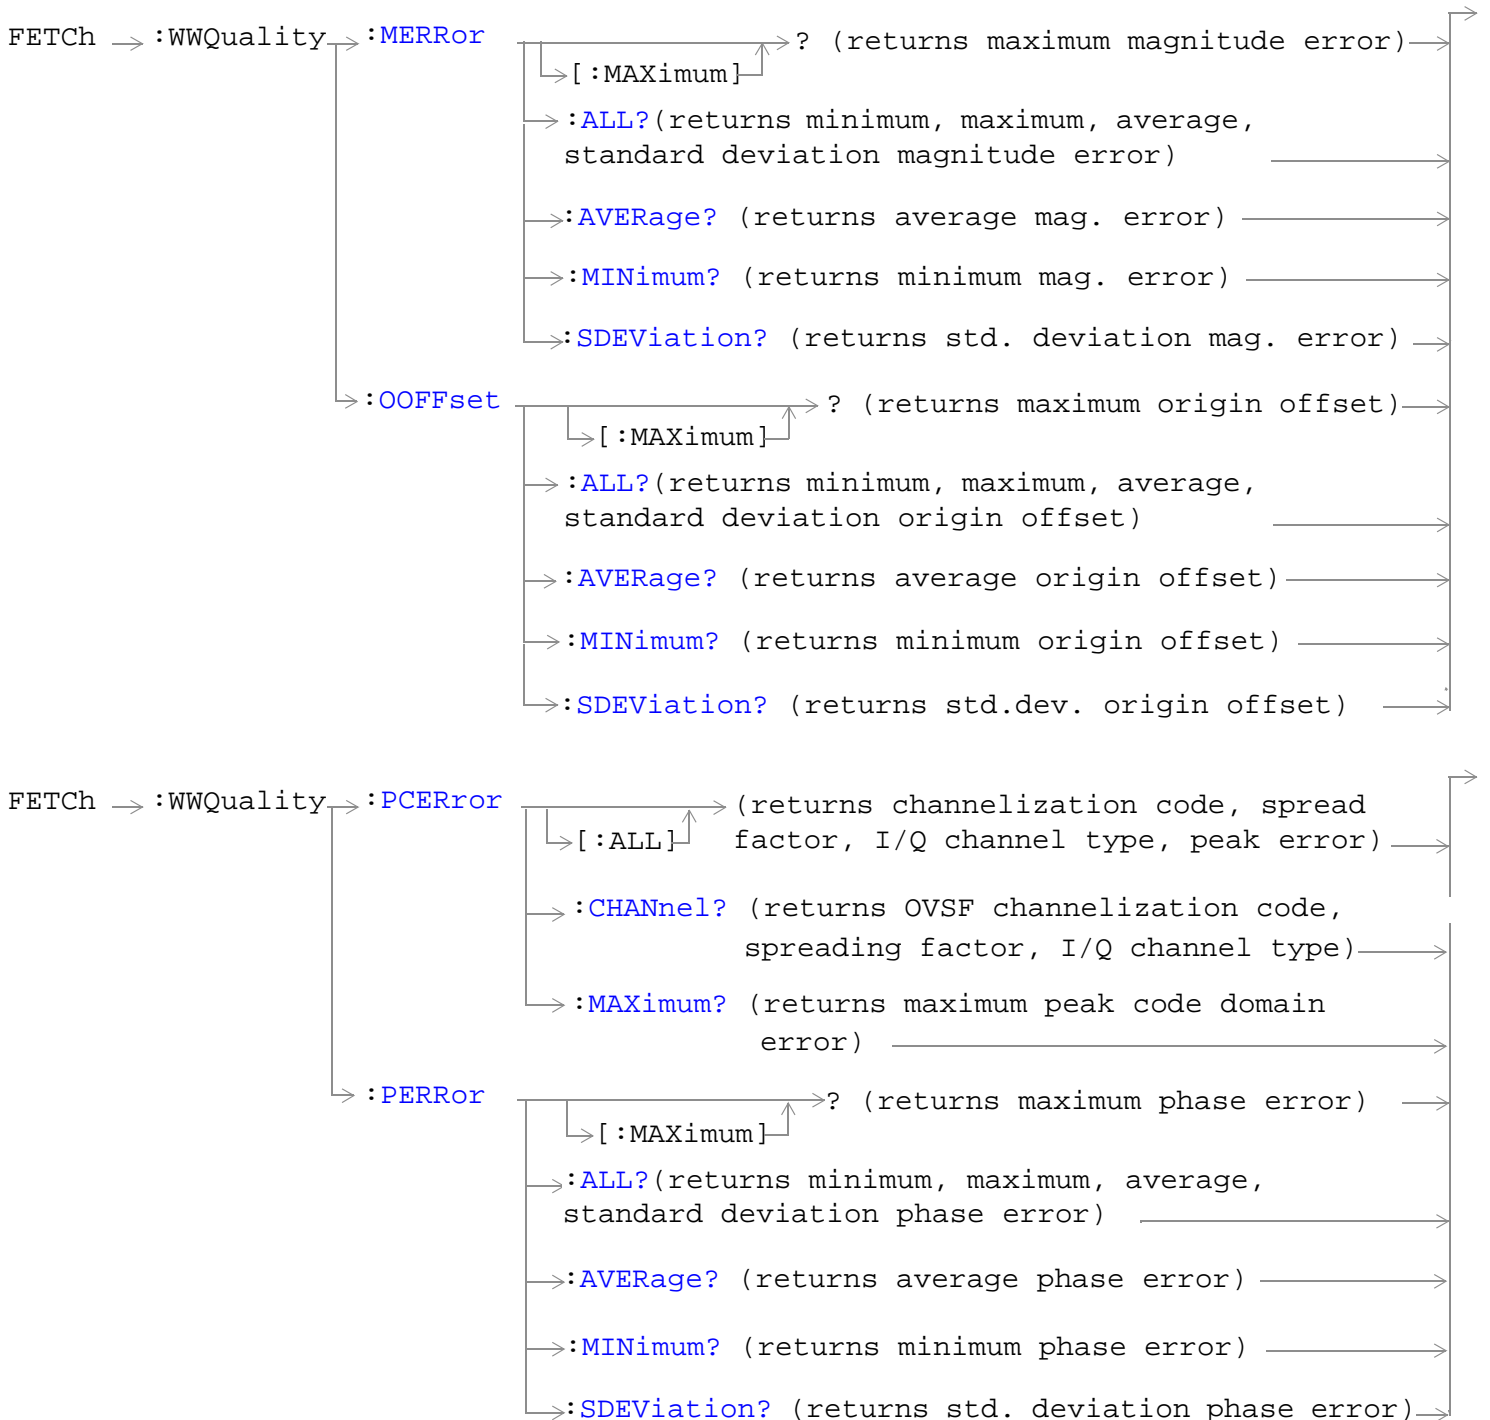 FETCh :WWQuality :MERRor ? (returns maximum magnitude error)
[:MAXimum]
:ALL?(returns minimum, maximum, average,
standard deviation magnitude error)
:AVERage? (returns average mag. error)
:MINimum? (returns minimum mag. error)
:SDEViation? (returns std. deviation mag. error)
:OOFFset ? (returns maximum origin offset)
[:MAXimum]
:ALL?(returns minimum, maximum, average,
standard deviation origin offset)
:AVERage? (returns average origin offset)
:MINimum? (returns minimum origin offset)
:SDEViation? (returns std.dev. origin offset)
FETCh :WWQuality :PCERror (returns channelization code, spread
[:ALL] factor, I/Q channel type, peak error)
:CHANnel? (returns OVSF channelization code,
spreading factor, I/Q channel type)
:MAXimum? (returns maximum peak code domain
error)
:PERRor ? (returns maximum phase error)
[:MAXimum]
:ALL?(returns minimum, maximum, average,
standard deviation phase error)
:AVERage? (returns average phase error)
:MINimum? (returns minimum phase error)
:SDEViation? (returns std. deviation phase error)